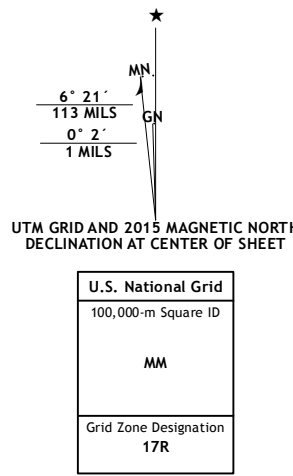 ★
MN
6° 21´
113 MILS
GN
0° 2´
1 MILS
UTM GRID AND 2015 MAGNETIC NORTH
DECLINATION AT CENTER OF SHEET
U.S. National Grid
100,000-m Square ID
MM
Grid Zone Designation
17R